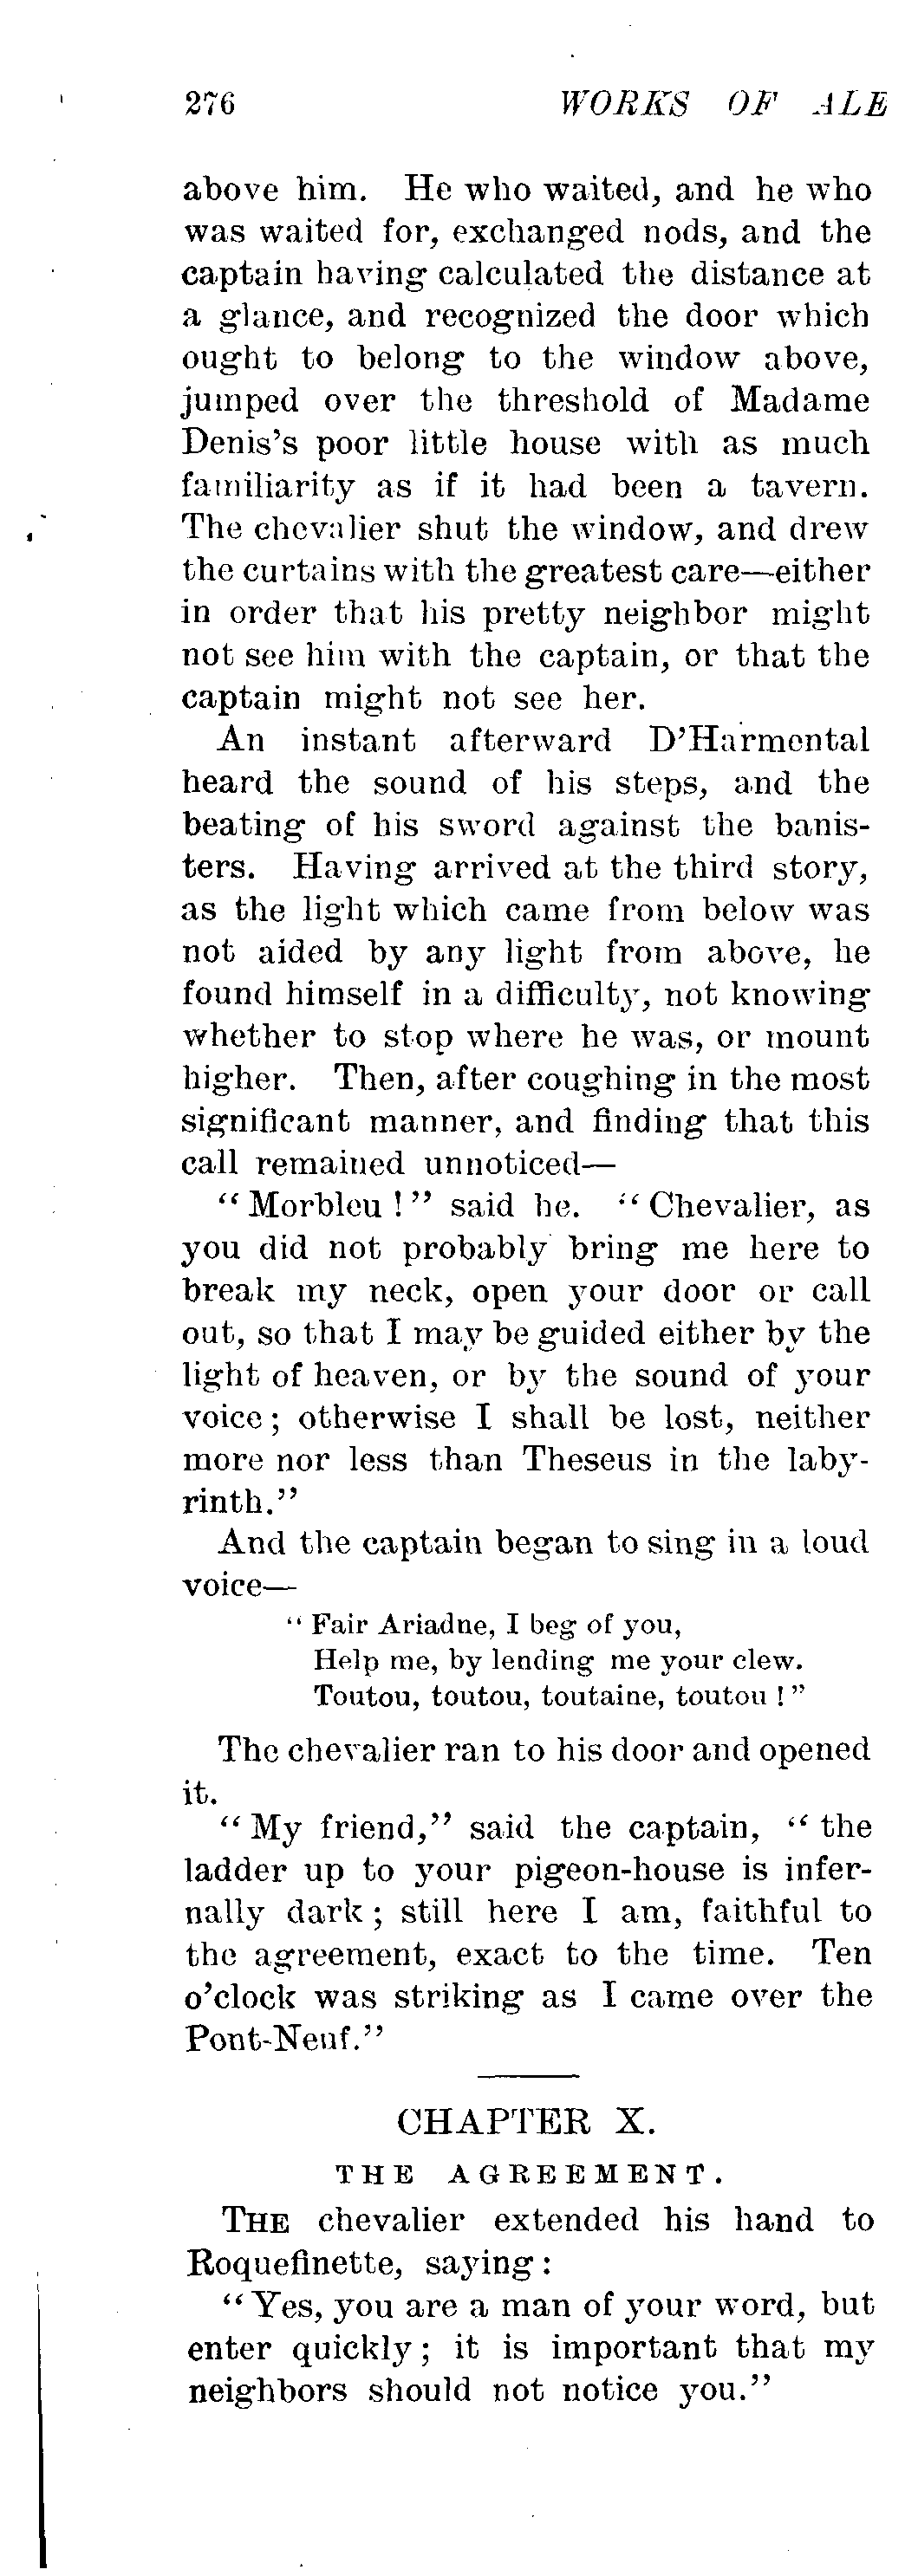 276 WORKS OF ALE
above him. He who waited, and he who
was waited for, exchanged nods, and the
captain having calculated the distance at
a glance, and recognized the door which
ought to belong to the window above,
jumped over the threshold of Madame
Denis's poor little house with as much
familiarity as if it had been a tavern.
The chevalier shut the window, and drew
the curtains with the greatest care—either
in order that his pretty neighbor might
not see him with the captain, or that the
captain might not see her.
An instant afterward D'Harmental
heard the sound of his steps, and the
beating of his sword against the banis-
ters. Having arrived at the third story,
as the light which came from below was
not aided by any light from above, he
found himself in a difficulty, not knowing
whether to stop where he was, or mount
higher. Then, after coughing in the most
significant manner, and finding that this
call remained unnoticed—
"Morbleu!" said he. "Chevalier, as
you did not probably bring me here to
break my neck, open your door or call
out, so that I may be guided either by the
light of heaven, or by the sound of your
voice; otherwise I shall be lost, neither
more nor less than Theseus in the laby-
rinth."
And the captain began to sing in a loud
voice—
"Fair Ariadne, I beg of you,
Help me, by lending me your clew.
Toutou, toutou, toutaine, toutou!"
The chevalier ran to his door and opened
it.
"My friend," said the captain, "the
ladder up to your pigeon-house is infer-
nally dark; still here I am, faithful to
the agreement, exact to the time. Ten
o'clock was striking as I came over the
Pont-Neuf."
CHAPTER X.
THE AGREEMENT.
THE chevalier extended his hand to
Roquefinette, saying:
"Yes, you are a man of your word, but
enter quickly; it is important that my
neighbors should not notice you."